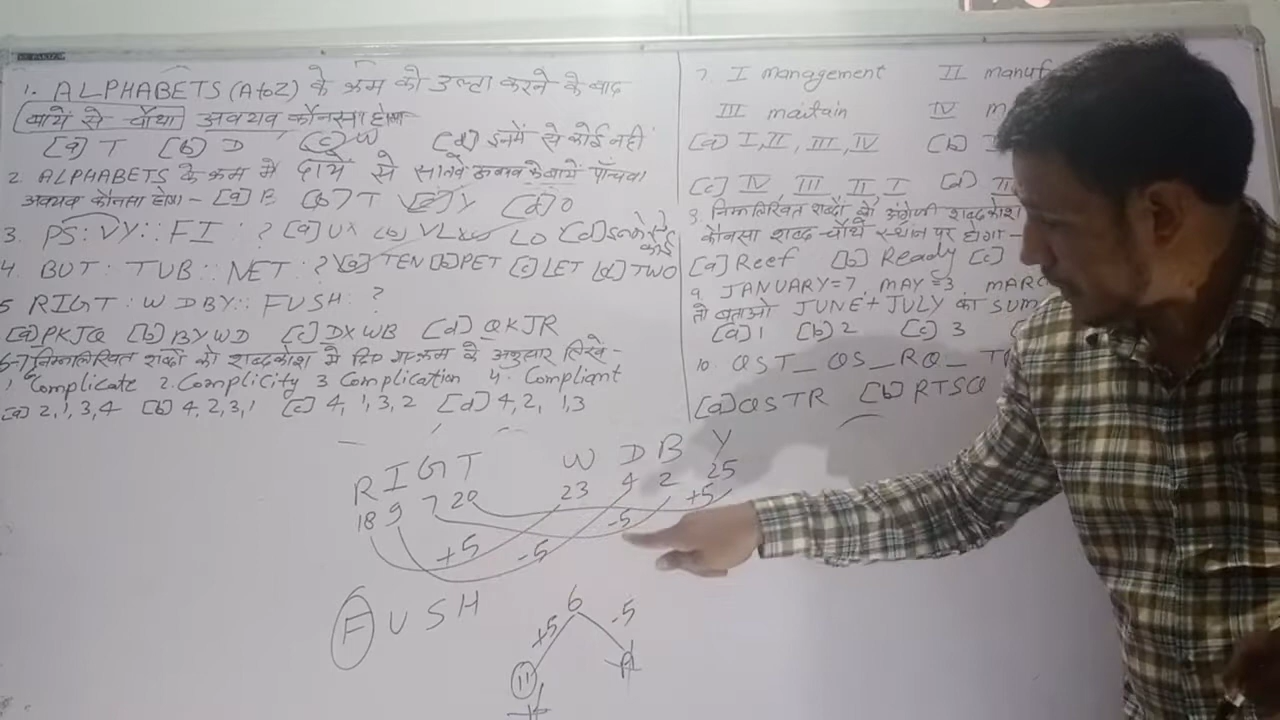 1. ALPHABETS (A to Z) के क्रम को उल्टा करने के बाद
बायें से चौथा अवयव कौनसा होगा
[a] T [b] D [c] W [d] इनमें से कोई नहीं
2. ALPHABETS के क्रम में दायें से सातवें के बायें पाँचवा
अवयव कौनसा होगा - [a] B [b] T [c] Y [d] O
3. PS : VY :: FI : ? [a] UX [b] VL LO [d] इनमें से कोई
4. BUT : TUB :: NET : ? [a] TEN [b] PET [c] LET [d] TWO
5 RIGT : WDBY :: FUSH : ?
[a] PKJQ [b] BYWD [c] DXWB [d] QKJR
6- निम्नलिखित शब्दों को शब्दकोश में दिए गए क्रम के अनुसार लिखें -
1. Complicate 2. Complicity 3 Complication 4. Compliant
[a] 2,1,3,4 [b] 4,2,3,1 [c] 4,1,3,2 [d] 4,2,1,3
7. I management II manuf
III maitain IV m
[a] I,II,III,IV [b] I
[c] IV, III, II, I [d] II
8. निम्नलिखित शब्दों को अंग्रेजी शब्दकोश
कौनसा शब्द चौथे स्थान पर होगा -
[a] Reef [b] Ready [c]
9. JANUARY=7, MAY=3, MARC
तो बताओ JUNE + JULY का SUM
[a] 1 [b] 2 [c] 3
10. QST_ QS_ RQ_ T
[a] QSTR [b] RTSQ
R I G T W D B Y
18 9 7 20 23 4 2 25
+5 -5 -5 +5
F U S H
6
+5 -5
11